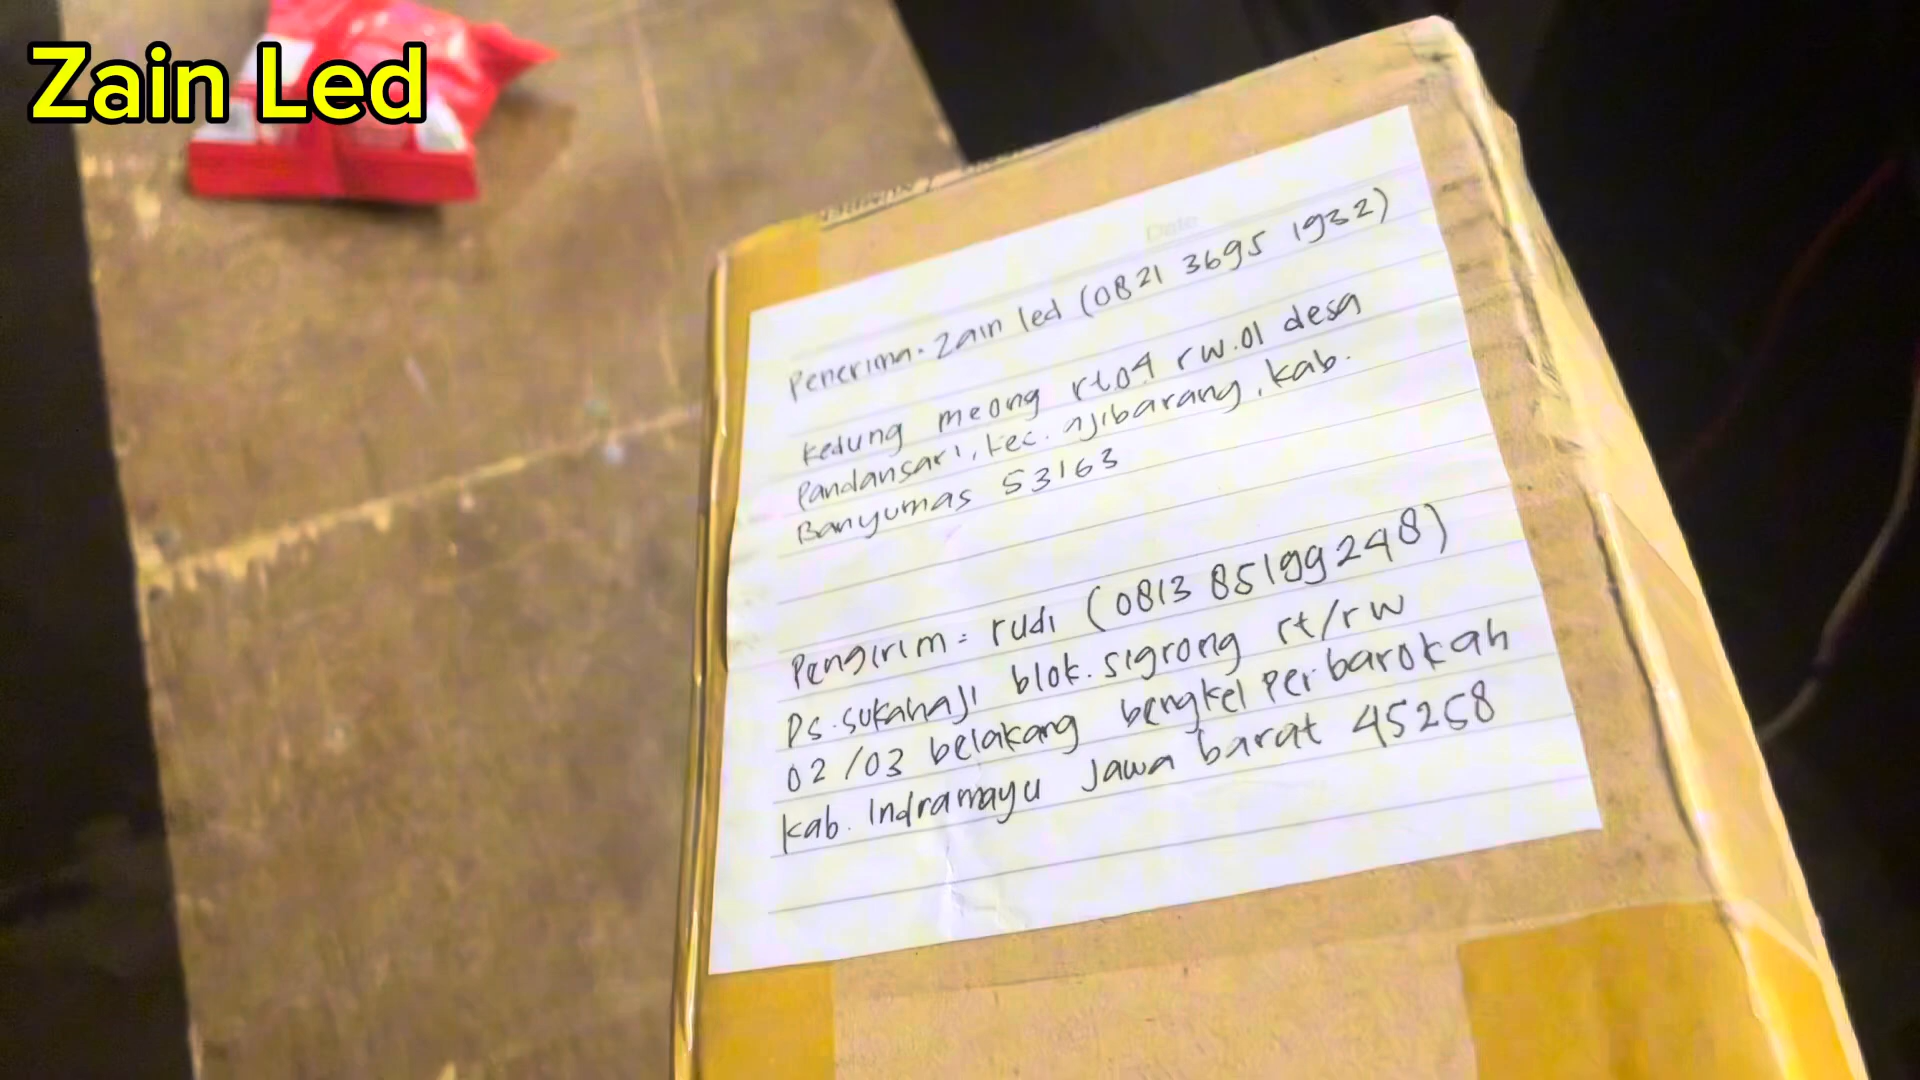 Zain Led
Date
Penerima: Zain led (0821 3695 1932)
Kedung meong rt04 rw.01 desa
Pandansari, kec. Ajibarang, kab.
Banyumas 53163
Pengirim = rudi (0813 85199248)
Ds. sukahaji blok. sigrong rt/rw
02/03 belakang bengkel Per barokah
kab. Indramayu Jawa barat 45258